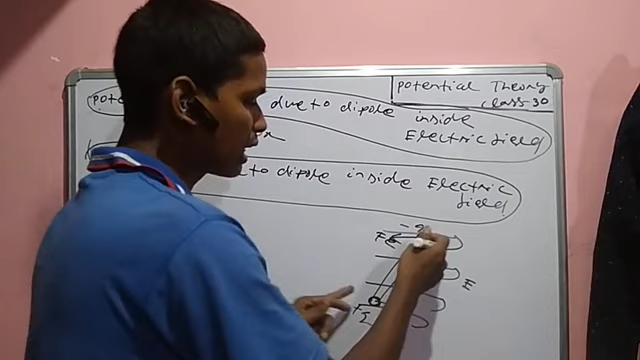 potential Theory
class-30
due to dipole inside
Electric field
to dipole inside Electric
field
-q
F
E
F